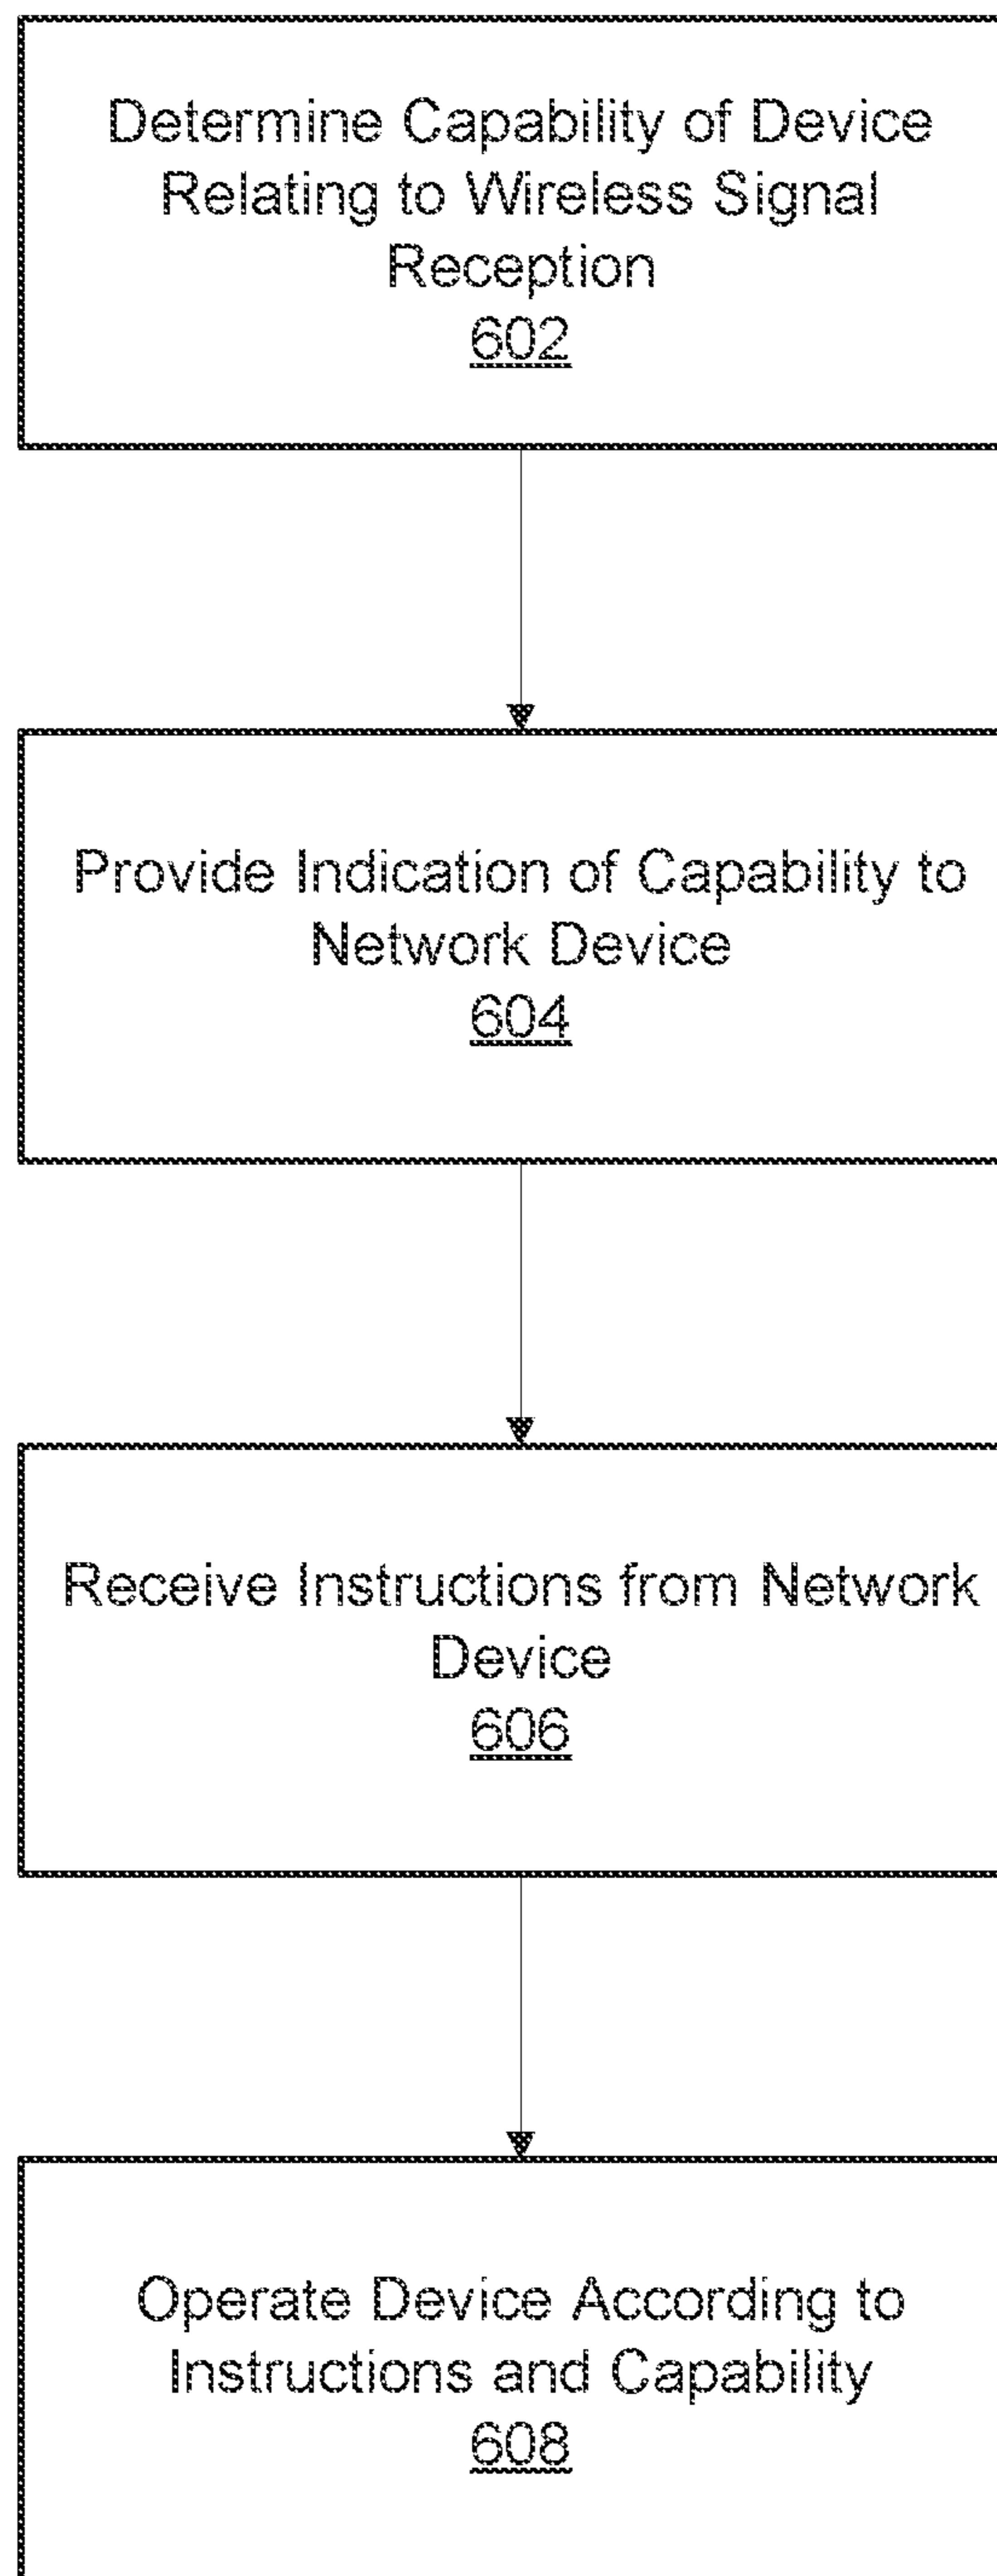 Determine Capability of Device
Relating to Wireless Signal
Reception
602
Provide Indication of Capability to
Network Device
604
Receive Instructions from Network
Device
606
Operate Device According to
Instructions and Capability
608